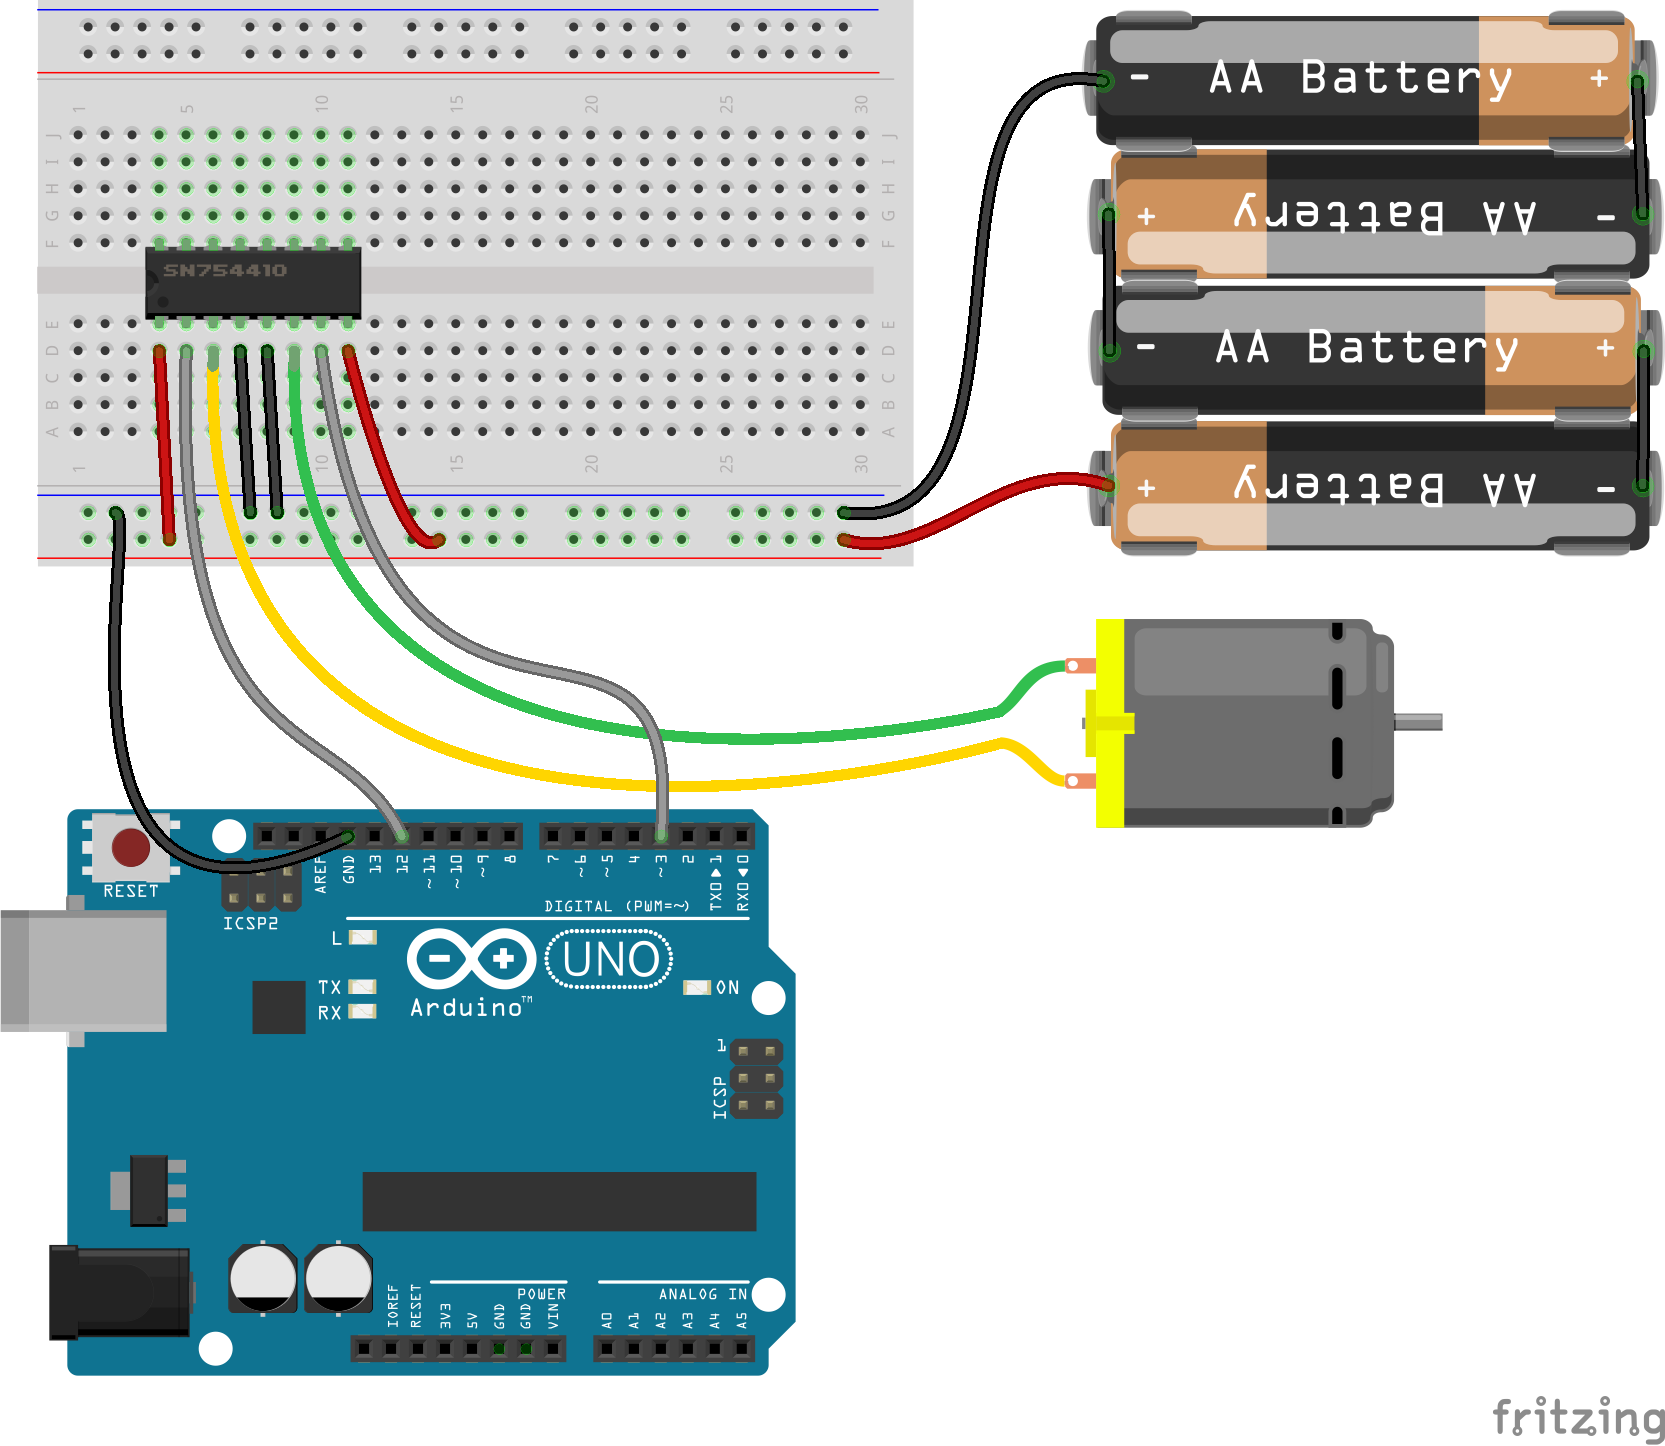 1 5 10 15 20 25 30
J J
I I
H H
G G
F F
SN754410
E E
D D
C C
B B
A A
1 10 15 20 25 30
- AA Battery +
+ AA Battery -
- AA Battery +
+ AA Battery -
RESET
ICSP2
AREF
GND
13
12
~11
~10
~9
8
7
~6
~5
4
~3
2
TX0▶1
RX0◀0
DIGITAL (PWM=~)
L
TX
RX
Arduino™
UNO
ON
1
ICSP
IOREF
RESET
3V3
5V
GND
GND
VIN
POWER
A0
A1
A2
A3
A4
A5
ANALOG IN
fritzing